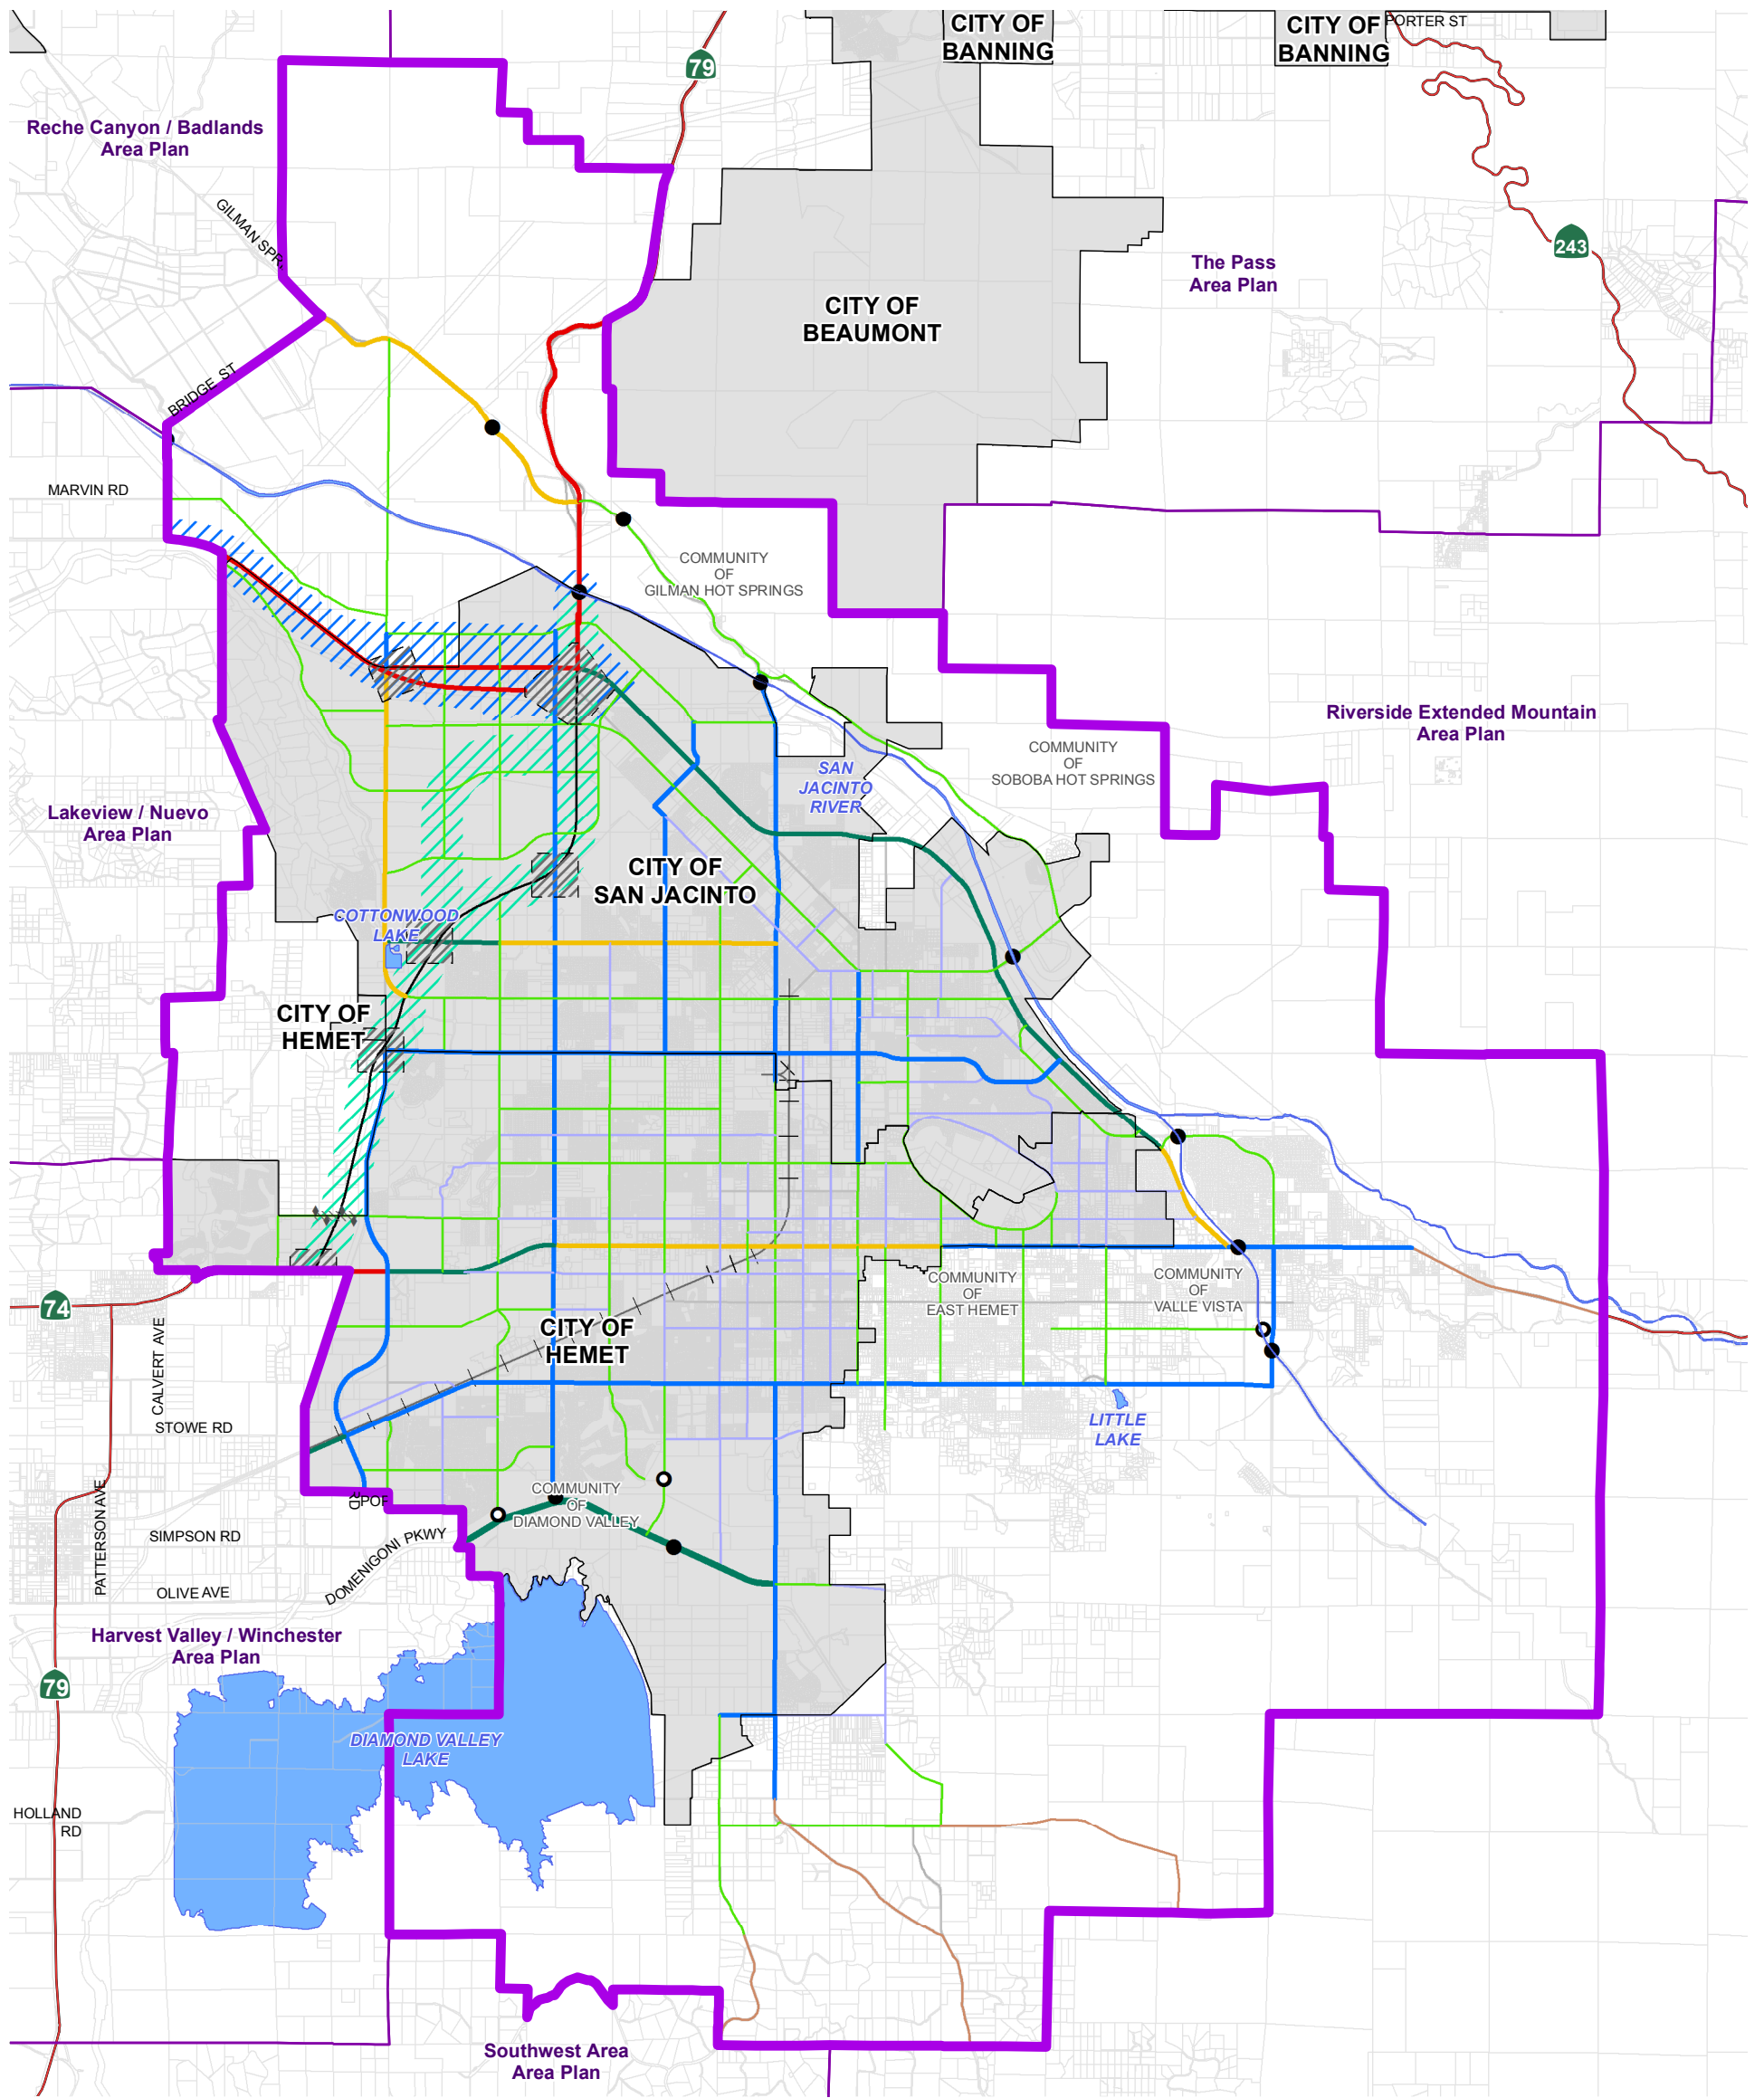 CITY OF
BANNING
CITY OF
BANNING
PORTER ST
79
Reche Canyon / Badlands
Area Plan
GILMAN SPR
243
The Pass
Area Plan
CITY OF
BEAUMONT
BRIDGE ST
MARVIN RD
COMMUNITY
OF
GILMAN HOT SPRINGS
Riverside Extended Mountain
Area Plan
COMMUNITY
OF
SOBOBA HOT SPRINGS
SAN
JACINTO
RIVER
Lakeview / Nuevo
Area Plan
CITY OF
SAN JACINTO
COTTONWOOD
LAKE
CITY OF
HEMET
COMMUNITY
OF
EAST HEMET
COMMUNITY
OF
VALLE VISTA
74
CITY OF
HEMET
CALVERT AVE
STOWE RD
LITTLE
LAKE
PATTERSON AVE
RD
POF
COMMUNITY
OF
DIAMOND VALLEY
SIMPSON RD
DOMENIGONI PKWY
OLIVE AVE
Harvest Valley / Winchester
Area Plan
79
DIAMOND VALLEY
LAKE
HOLLAND
RD
Southwest Area
Area Plan